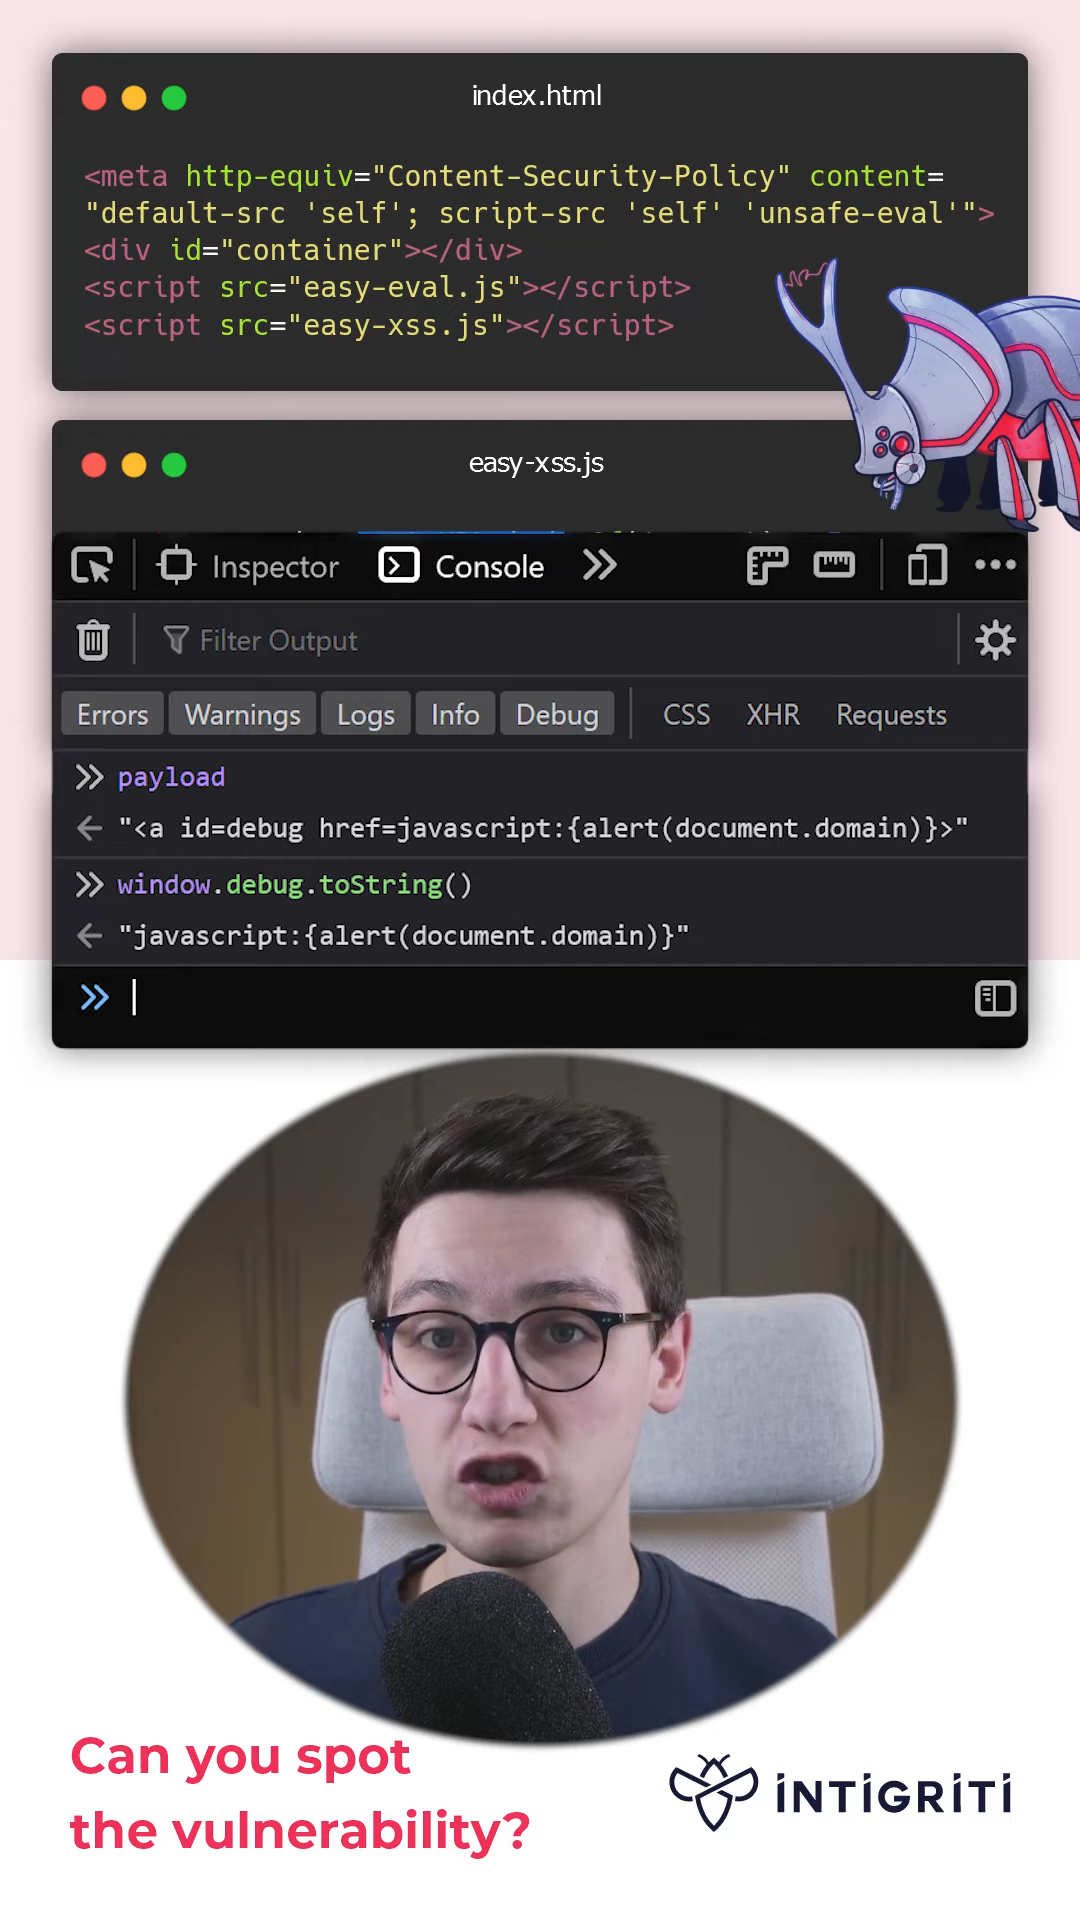 index.html
<meta http-equiv="Content-Security-Policy" content=
"default-src 'self'; script-src 'self' 'unsafe-eval'">
<div id="container"></div>
<script src="easy-eval.js"></script>
<script src="easy-xss.js"></script>
easy-xss.js
Inspector Console
Filter Output
Errors Warnings Logs Info Debug CSS XHR Requests
payload
"<a id=debug href=javascript:{alert(document.domain)}>"
window.debug.toString()
"javascript:{alert(document.domain)}"
Can you spot
the vulnerability?
INTIGRITI